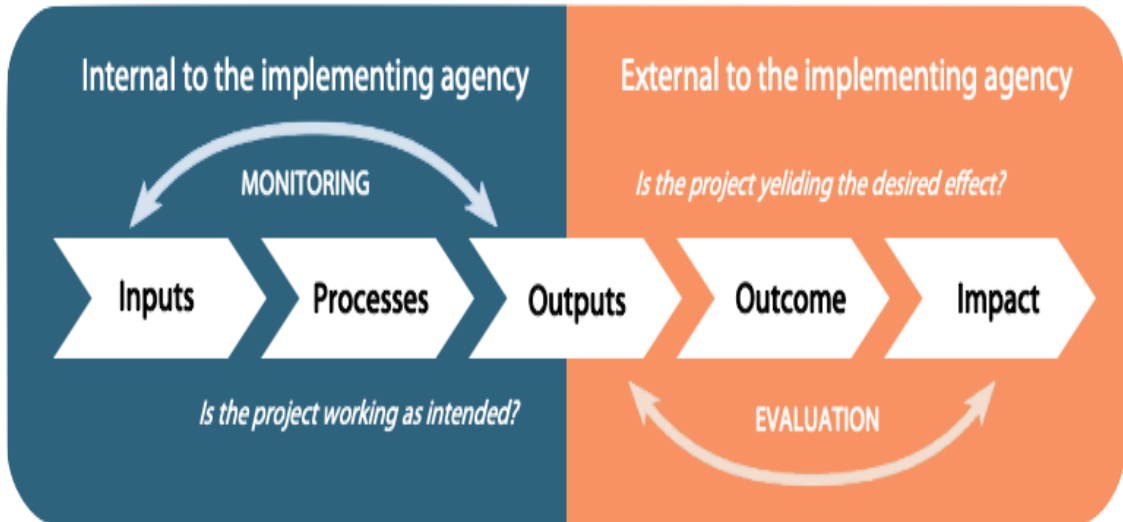 Internal to the implementing agency
External to the implementing agency
MONITORING
Is the project yeliding the desired effect?
Inputs
Processes
Outputs
Outcome
Impact
Is the project working as intended?
EVALUATION